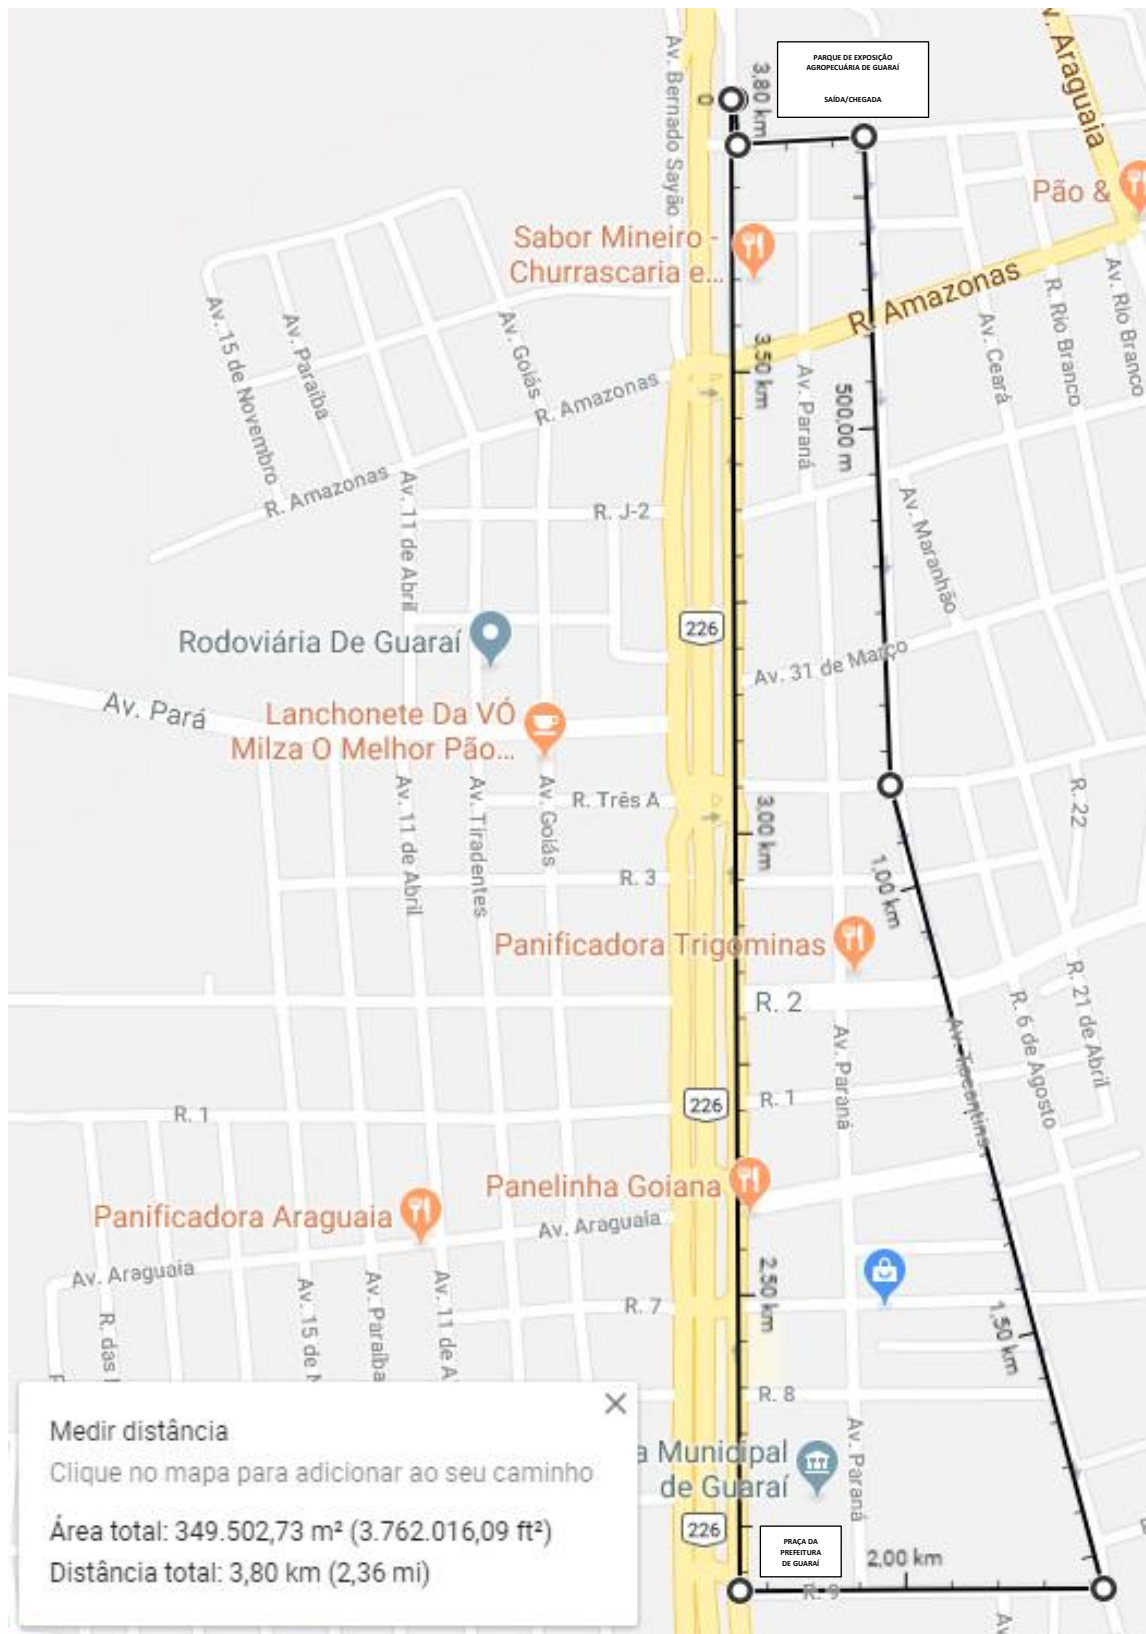 PARQUE DE EXPOSIÇÃO
AGROPECUÁRIA DE GUARAÍ
SAÍDA/CHEGADA
Av. Bernado Sayão
0
3,80 km
Av. Araguaia
Pão &
Sabor Mineiro -
Churrascaria e...
R. Amazonas
Av. 15 de Novembro
Av. Paraíba
Av. Goiás
R. Amazonas
R. Amazonas
3,50 km
Av. Paraná
500,00 m
Av. Ceará
R. Rio Branco
Av. Rio Branco
Av. 11 de Abril
R. J-2
Av. Maranhão
226
Rodoviária De Guaraí
Av. 31 de Março
Av. Pará
Lanchonete Da VÓ
Milza O Melhor Pão...
Av. 11 de Abril
Av. Tiradentes
Av. Goiás
R. Três A
3,00 km
R. 22
R. 3
1,00 km
Panificadora Trigominas
R. 2
Av. Paraná
Av. Tocantins
R. 6 de Agosto
R. 21 de Abril
R. 1
226
R. 1
Panelinha Goiana
Panificadora Araguaia
Av. Araguaia
Av. Araguaia
R. das
Av. 15 de N
Av. Paraíba
Av. 11 de A
R. 7
2,50 km
1,50 km
R. 8
Av. Paraná
a Municipal
de Guaraí
226
PRAÇA DA
PREFEITURA
DE GUARAÍ
2,00 km
R. 9
Av.
Medir distância
Clique no mapa para adicionar ao seu caminho
Área total: 349.502,73 m² (3.762.016,09 ft²)
Distância total: 3,80 km (2,36 mi)